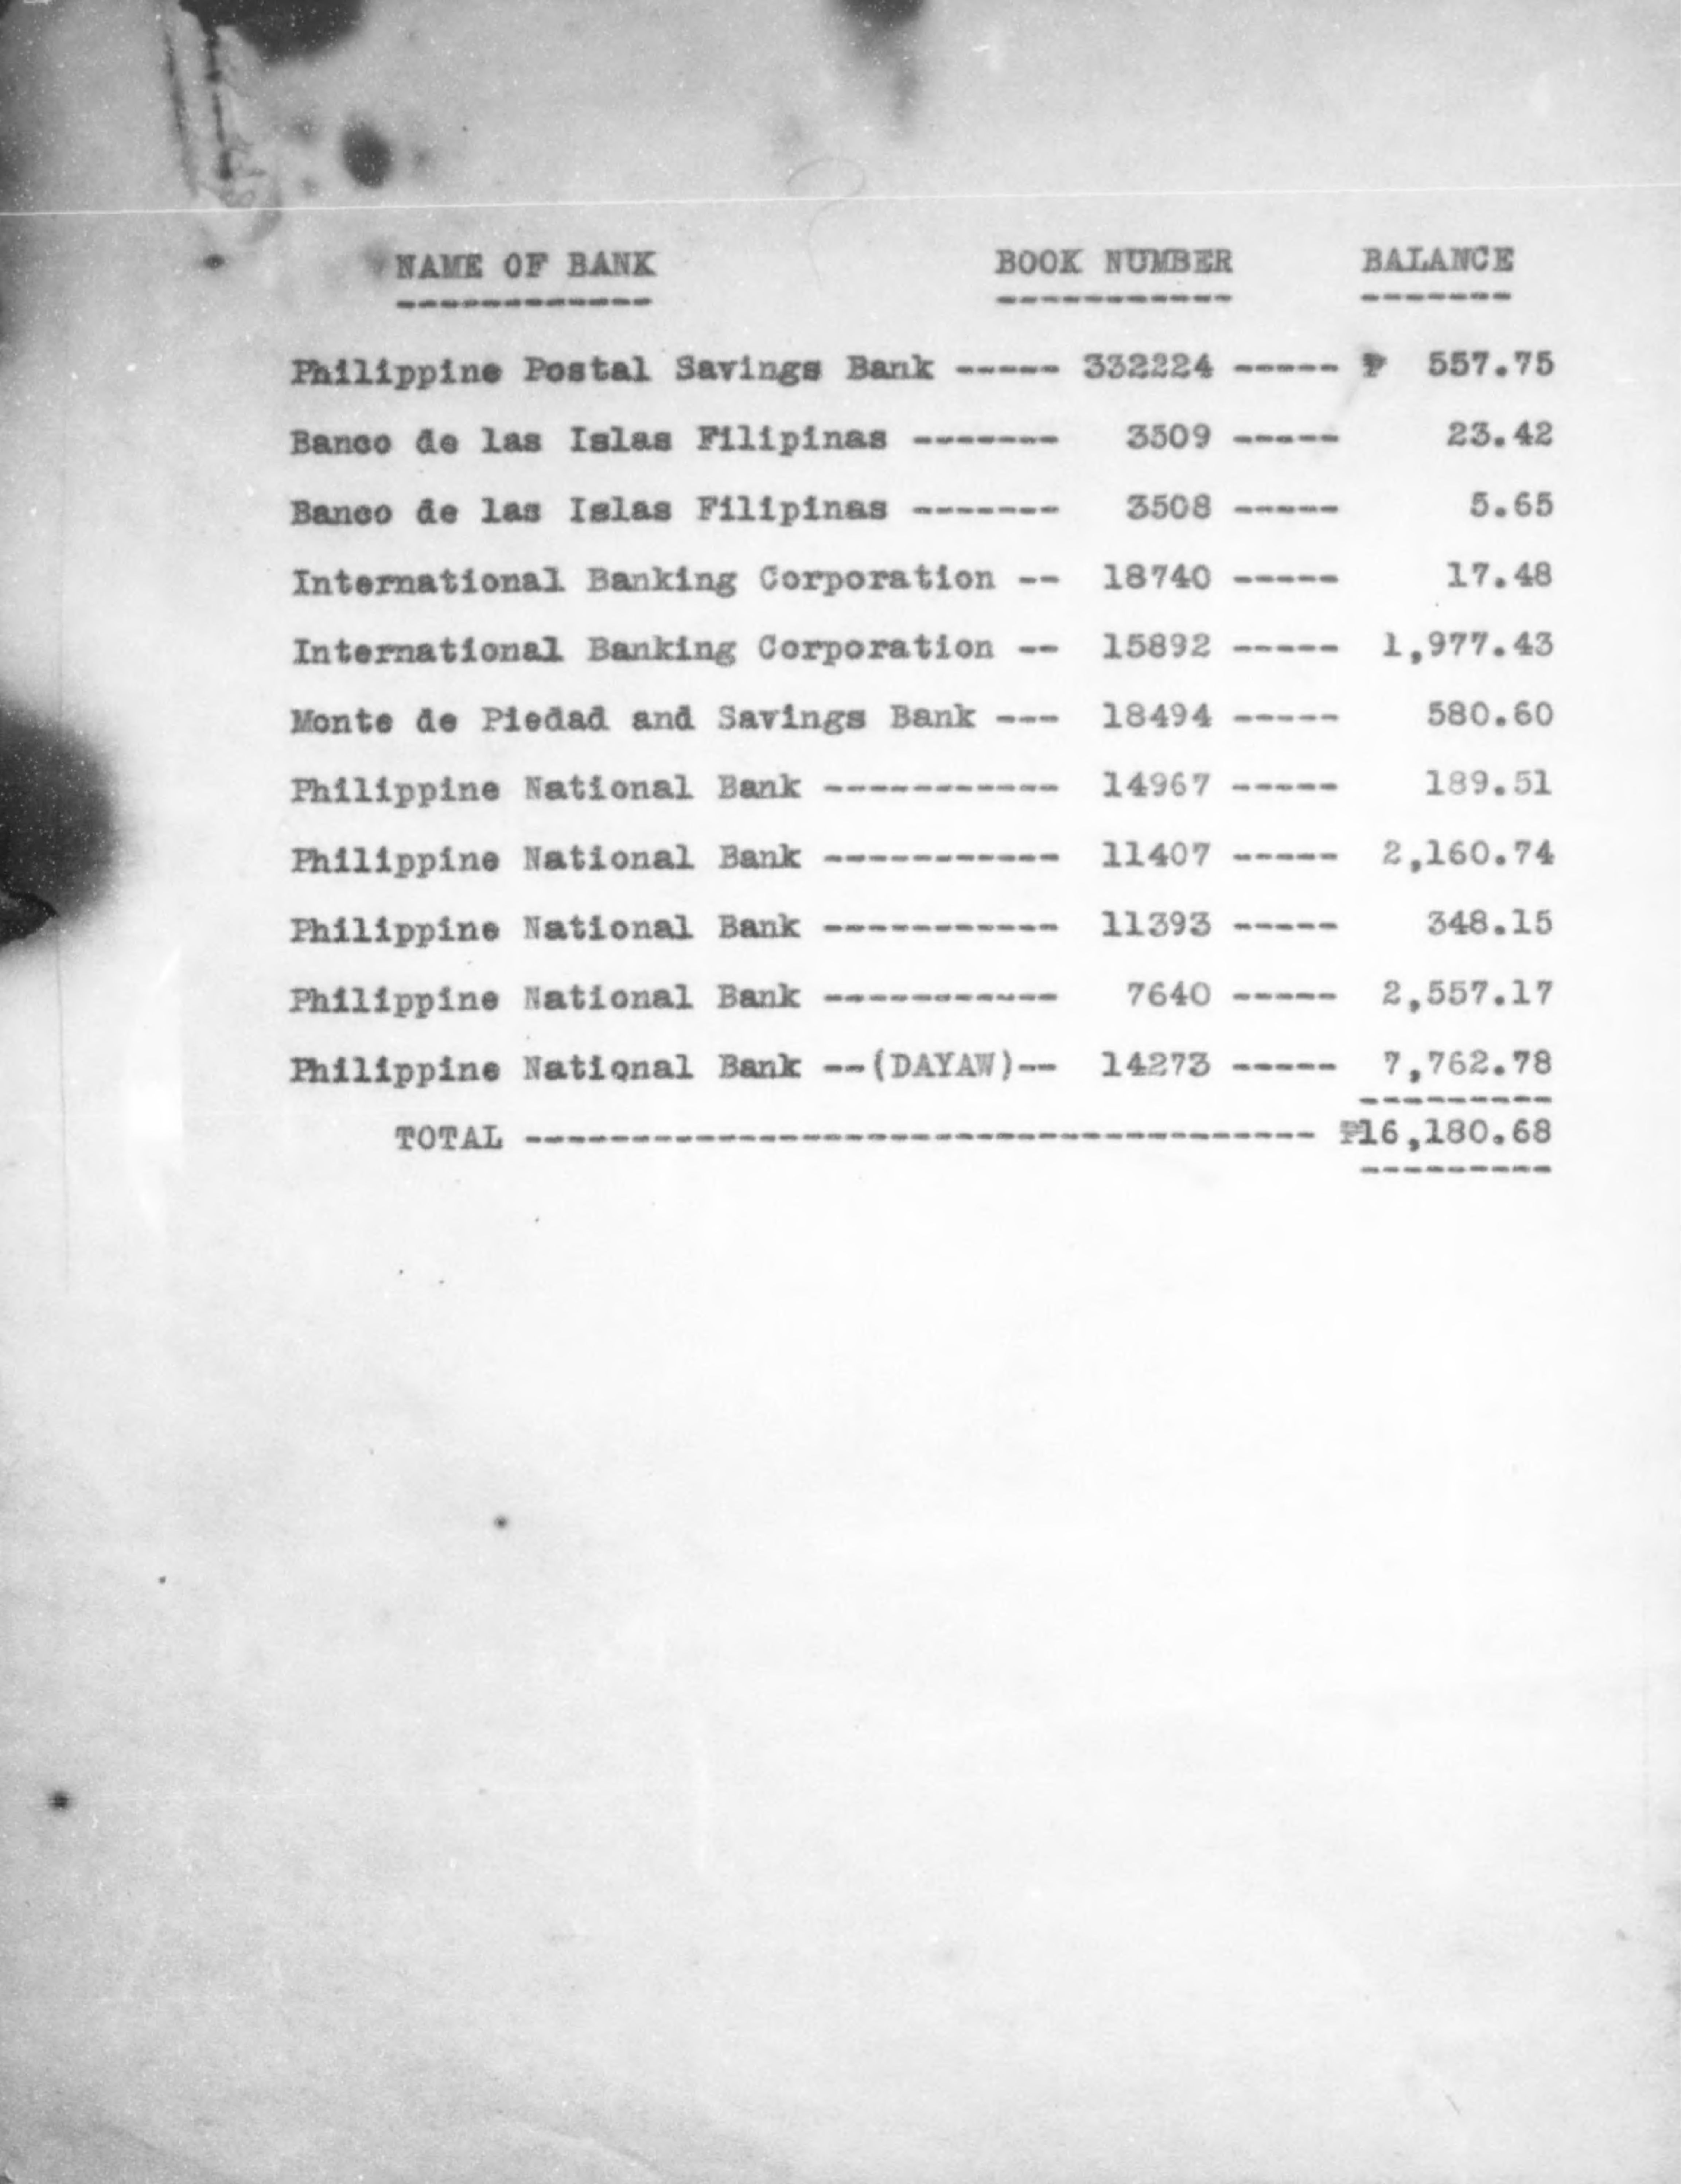 NAME OF BANK BOOK NUMBER BALANCE
------------ ----------- -------
Philippine Postal Savings Bank ----- 332224 ----- ₱ 557.75
Banco de las Islas Filipinas ------- 3509 ----- 23.42
Banco de las Islas Filipinas ------- 3508 ----- 5.65
International Banking Corporation -- 18740 ----- 17.48
International Banking Corporation -- 15892 ----- 1,977.43
Monte de Piedad and Savings Bank --- 18494 ----- 580.60
Philippine National Bank ----------- 14967 ----- 189.51
Philippine National Bank ----------- 11407 ----- 2,160.74
Philippine National Bank ----------- 11393 ----- 348.15
Philippine National Bank ----------- 7640 ----- 2,557.17
Philippine National Bank --(DAYAW)-- 14273 ----- 7,762.78
---------
TOTAL ------------------------------------- ₱16,180.68
---------